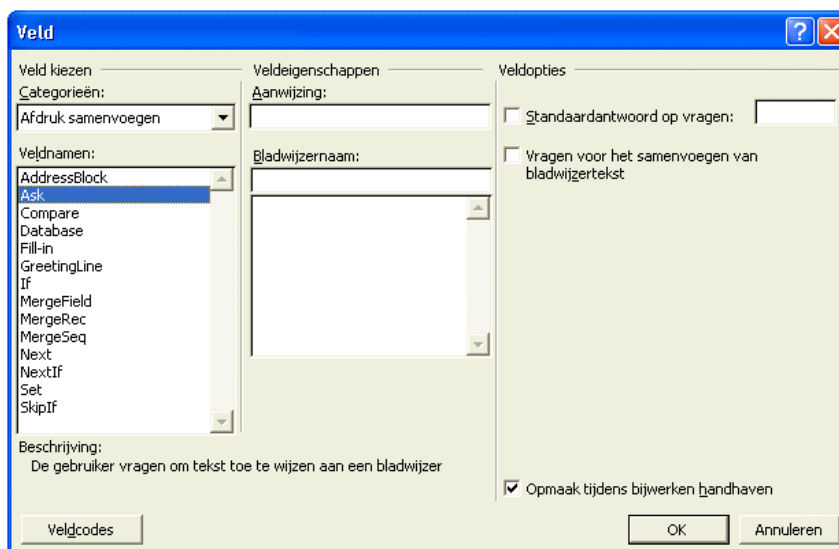 Veld
Veld kiezen
Categorieën:
Afdruk samenvoegen
Veldnamen:
AddressBlock
Ask
Compare
Database
Fill-in
GreetingLine
If
MergeField
MergeRec
MergeSeq
Next
NextIf
Set
SkipIf
Veldeigenschappen
Aanwijzing:
Bladwijzernaam:
Veldopties
Standaardantwoord op vragen:
Vragen voor het samenvoegen van
bladwijzertekst
Opmaak tijdens bijwerken handhaven
Beschrijving:
De gebruiker vragen om tekst toe te wijzen aan een bladwijzer
Veldcodes
OK
Annuleren